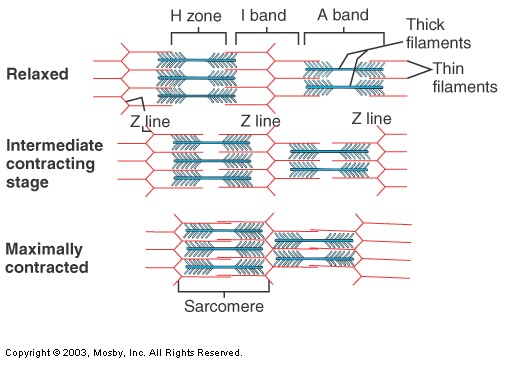 H zone I band A band
Thick
filaments
Relaxed
Thin
filaments
Z line Z line Z line
Intermediate
contracting
stage
Maximally
contracted
Sarcomere
Copyright © 2003, Mosby, Inc. All Rights Reserved.